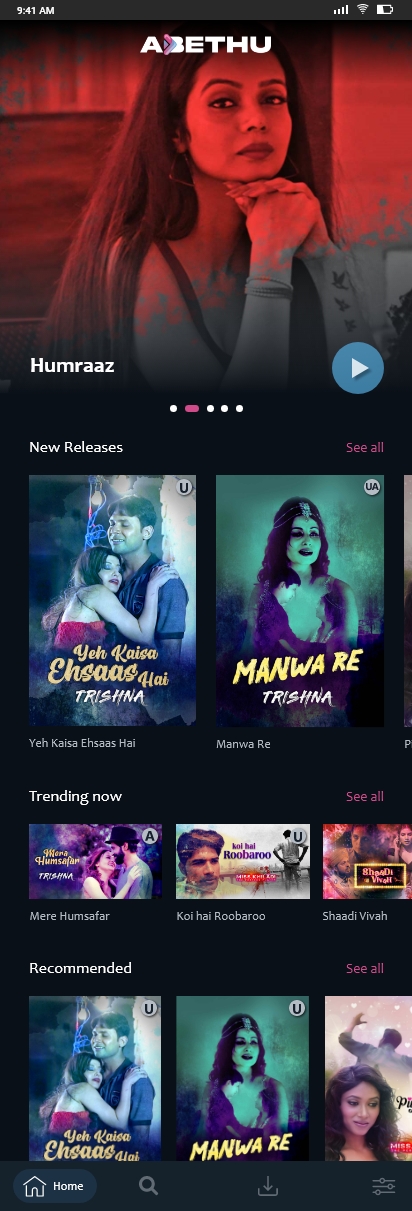 9:41 AM
ABETHU
Humraaz
New Releases
See all
U
UA
Yeh Kaisa
Ehsaas Hai
TRISHNA
MANWA RE
TRISHNA
Yeh Kaisa Ehsaas Hai
Manwa Re
P
Trending now
See all
Mere
Humsafar
TRISHNA
A
koi hai
Roobaroo
U
Shaadi
Vivah
Mere Humsafar
Koi hai Roobaroo
Shaadi Vivah
Recommended
See all
U
U
Yeh Kaisa
Ehsaas Hai
MANWA RE
Home